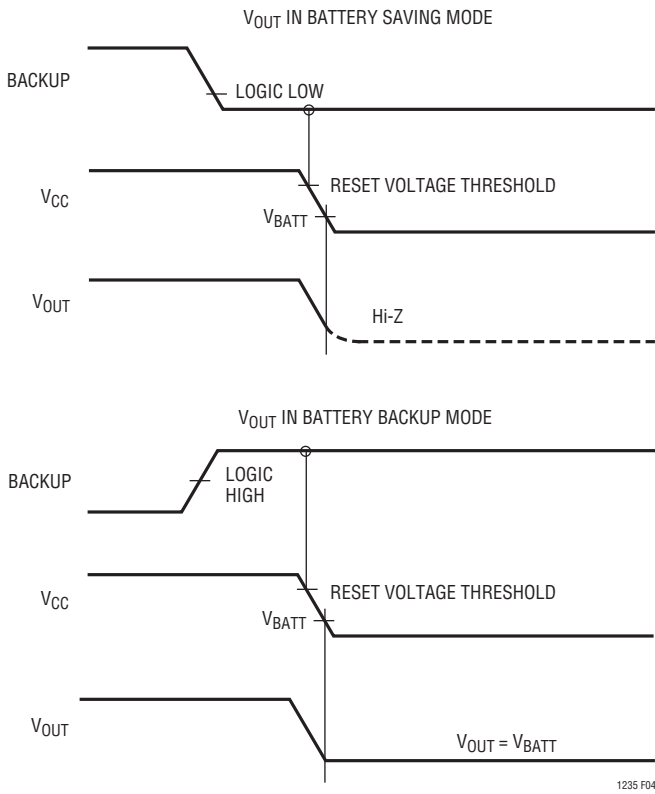 VOUT IN BATTERY SAVING MODE
BACKUP
LOGIC LOW
VCC
RESET VOLTAGE THRESHOLD
VBATT
VOUT
Hi-Z
VOUT IN BATTERY BACKUP MODE
BACKUP
LOGIC
HIGH
VCC
RESET VOLTAGE THRESHOLD
VBATT
VOUT
VOUT = VBATT
1235 F04